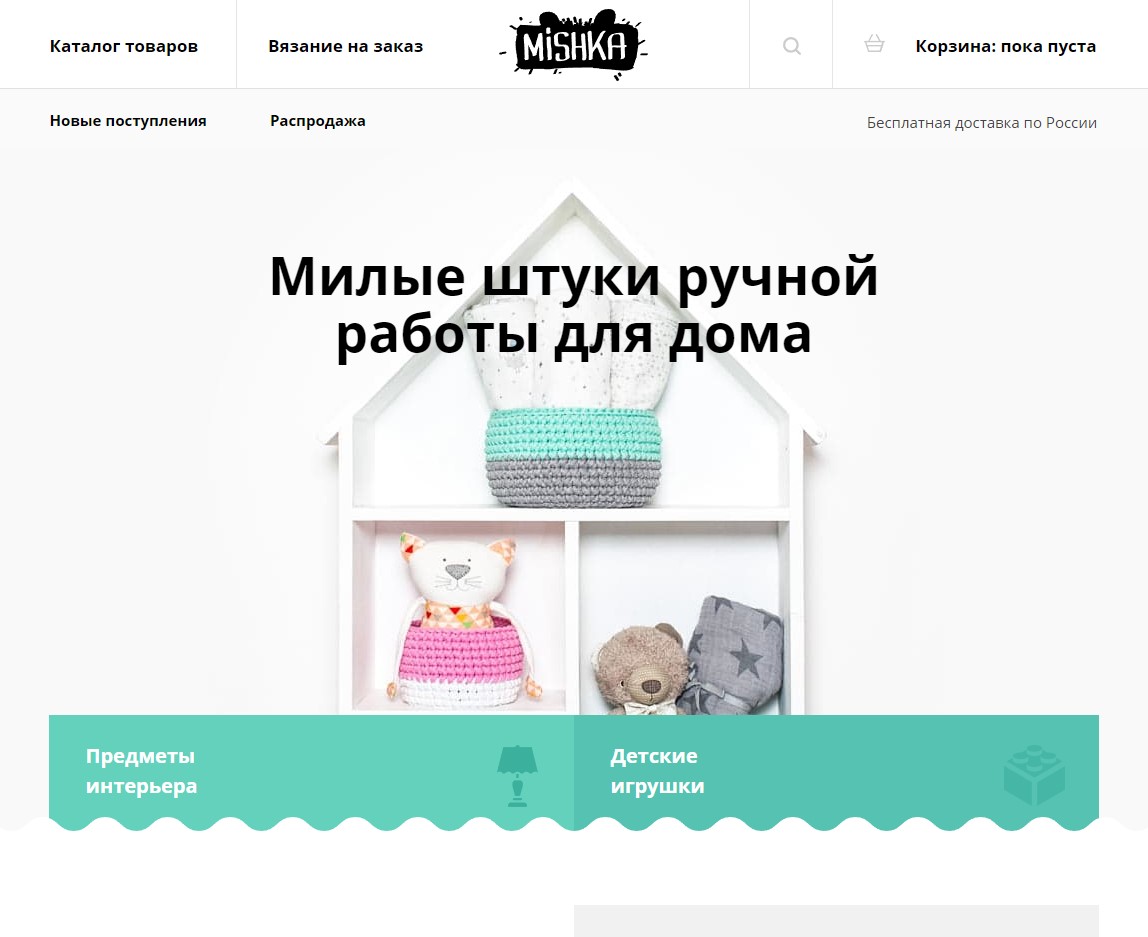 Каталог товаров
Вязание на заказ
MiSHKA
Корзина: пока пуста
Новые поступления
Распродажа
Бесплатная доставка по России
Милые штуки ручной
работы для дома
Предметы
интерьера
Детские
игрушки